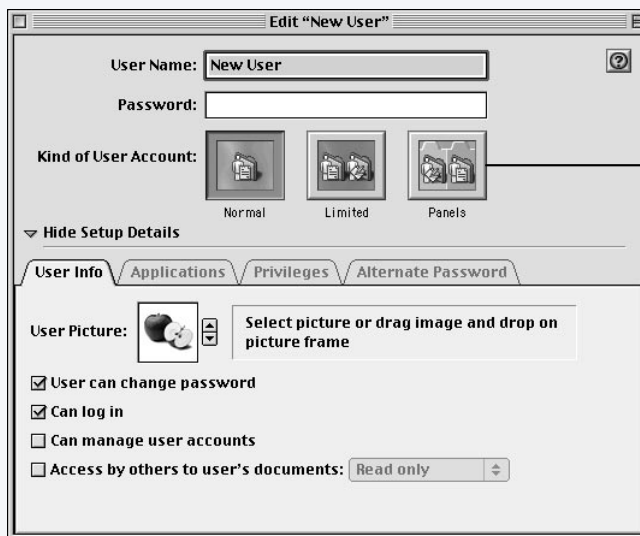 Edit “New User”
User Name: New User
Password:
Kind of User Account:
Normal Limited Panels
Hide Setup Details
User Info Applications Privileges Alternate Password
User Picture: Select picture or drag image and drop on
picture frame
User can change password
Can log in
Can manage user accounts
Access by others to user’s documents: Read only